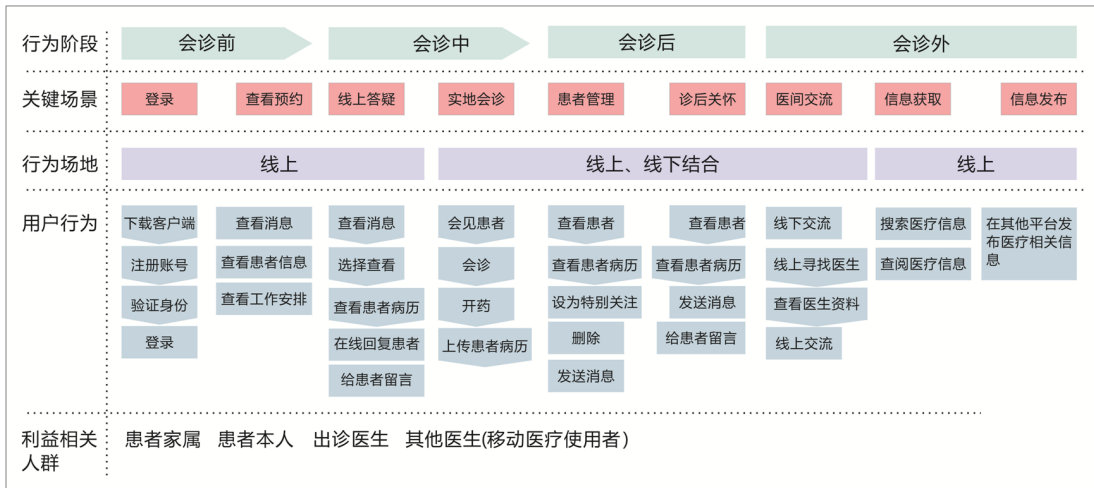 行为阶段 会诊前 会诊中 会诊后 会诊外
关键场景 登录 查看预约 线上答疑 实地会诊 患者管理 诊后关怀 医间交流 信息获取 信息发布
行为场地 线上 线上、线下结合 线上
用户行为 下载客户端 查看消息 查看消息 会见患者 查看患者 查看患者 线下交流 搜索医疗信息 在其他平台发
布医疗相关信
息
注册账号 查看患者信息 选择查看 会诊 查看患者病历 查看患者病历 线上寻找医生 查阅医疗信息
验证身份 查看工作安排 查看患者病历 开药 设为特别关注 发送消息 查看医生资料
登录 在线回复患者 上传患者病历 删除 给患者留言 线上交流
给患者留言 发送消息
利益相关
人群
患者家属 患者本人 出诊医生 其他医生(移动医疗使用者)